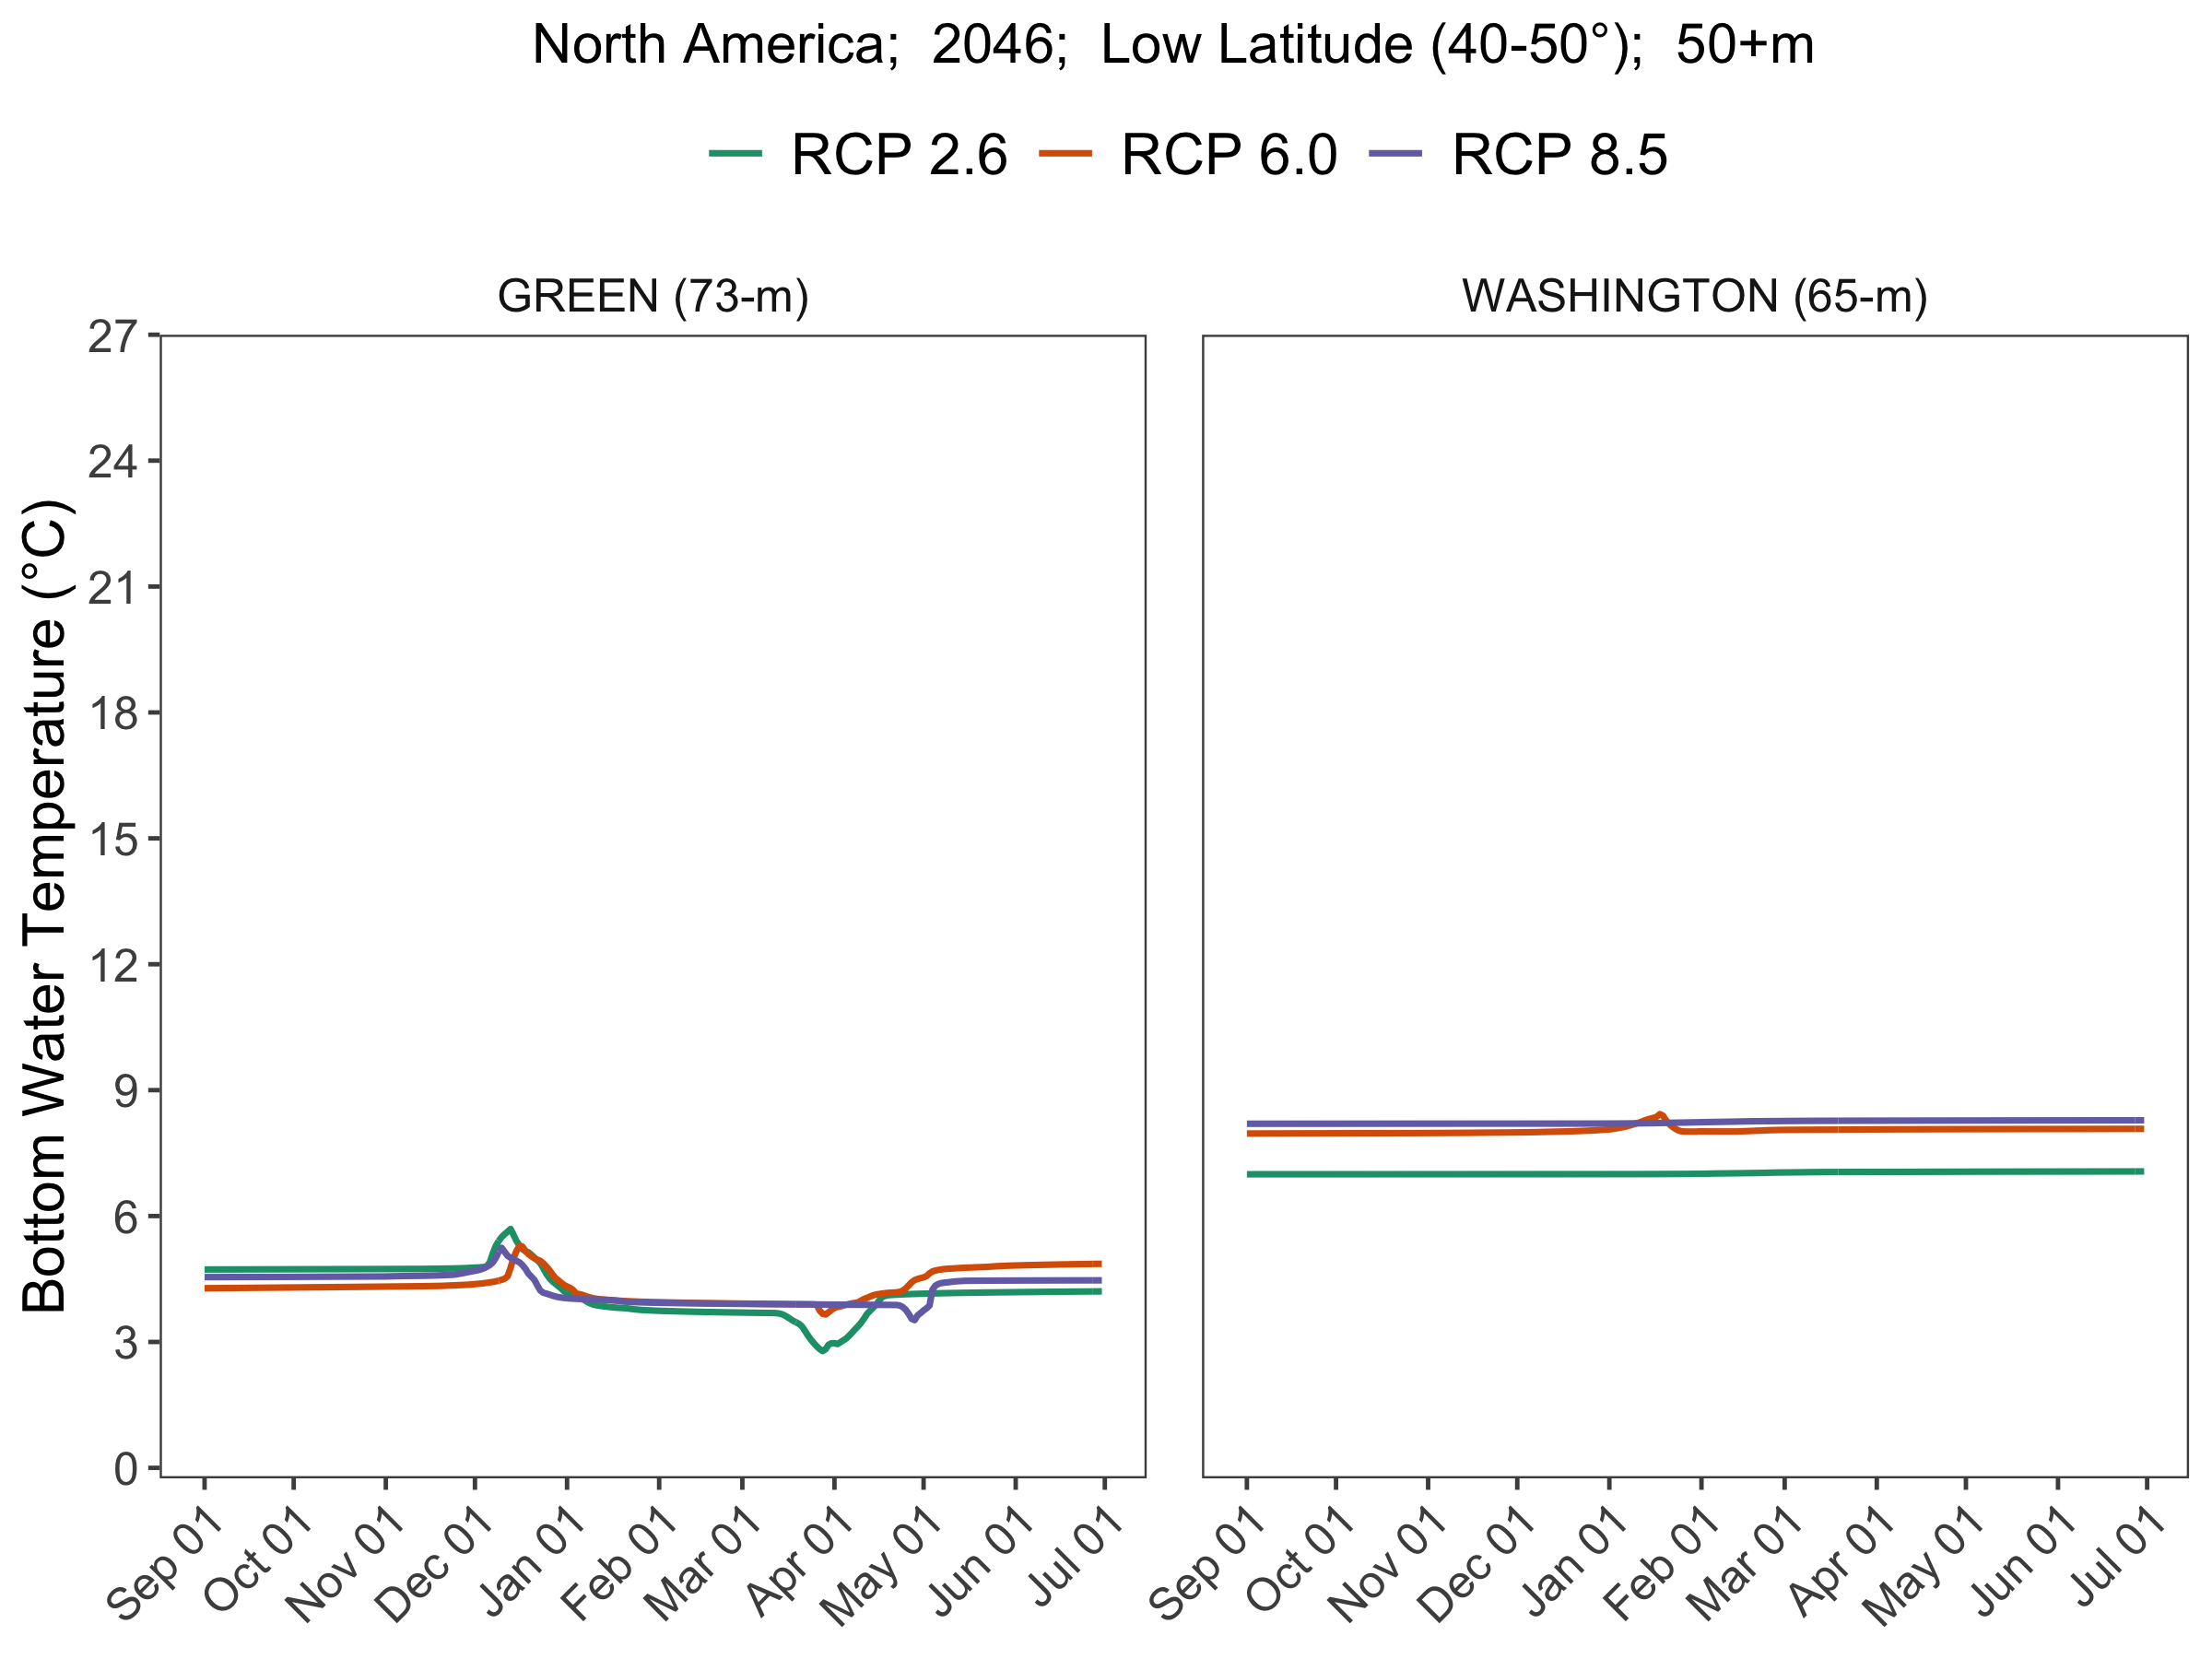 North America;  2046;  Low Latitude (40-50°);  50+m
RCP 2.6 RCP 6.0 RCP 8.5
GREEN (73-m) WASHINGTON (65-m)
Bottom Water Temperature (°C)
27
24
21
18
15
12
9
6
3
0
Sep 01 Oct 01 Nov 01 Dec 01 Jan 01 Feb 01 Mar 01 Apr 01 May 01 Jun 01 Jul 01 Sep 01 Oct 01 Nov 01 Dec 01 Jan 01 Feb 01 Mar 01 Apr 01 May 01 Jun 01 Jul 01